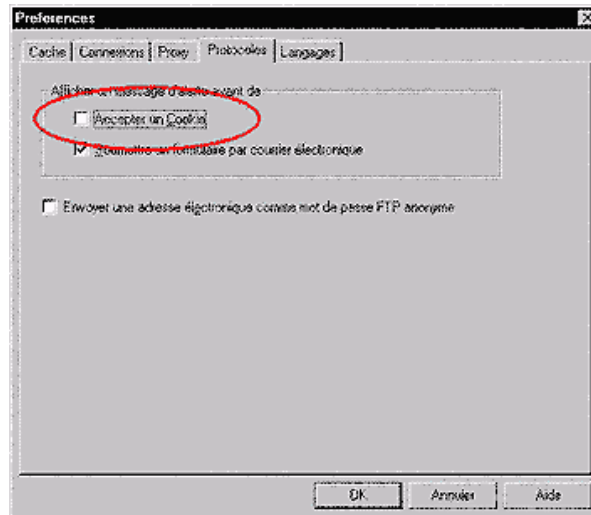 Preferences
Cache Connexions Proxy Protocoles Langages
Afficher un message d'alerte avant de
Accepter un Cookie
Soumettre un formulaire par courrier électronique
Envoyer une adresse électronique comme mot de passe FTP anonyme
OK Annuler Aide